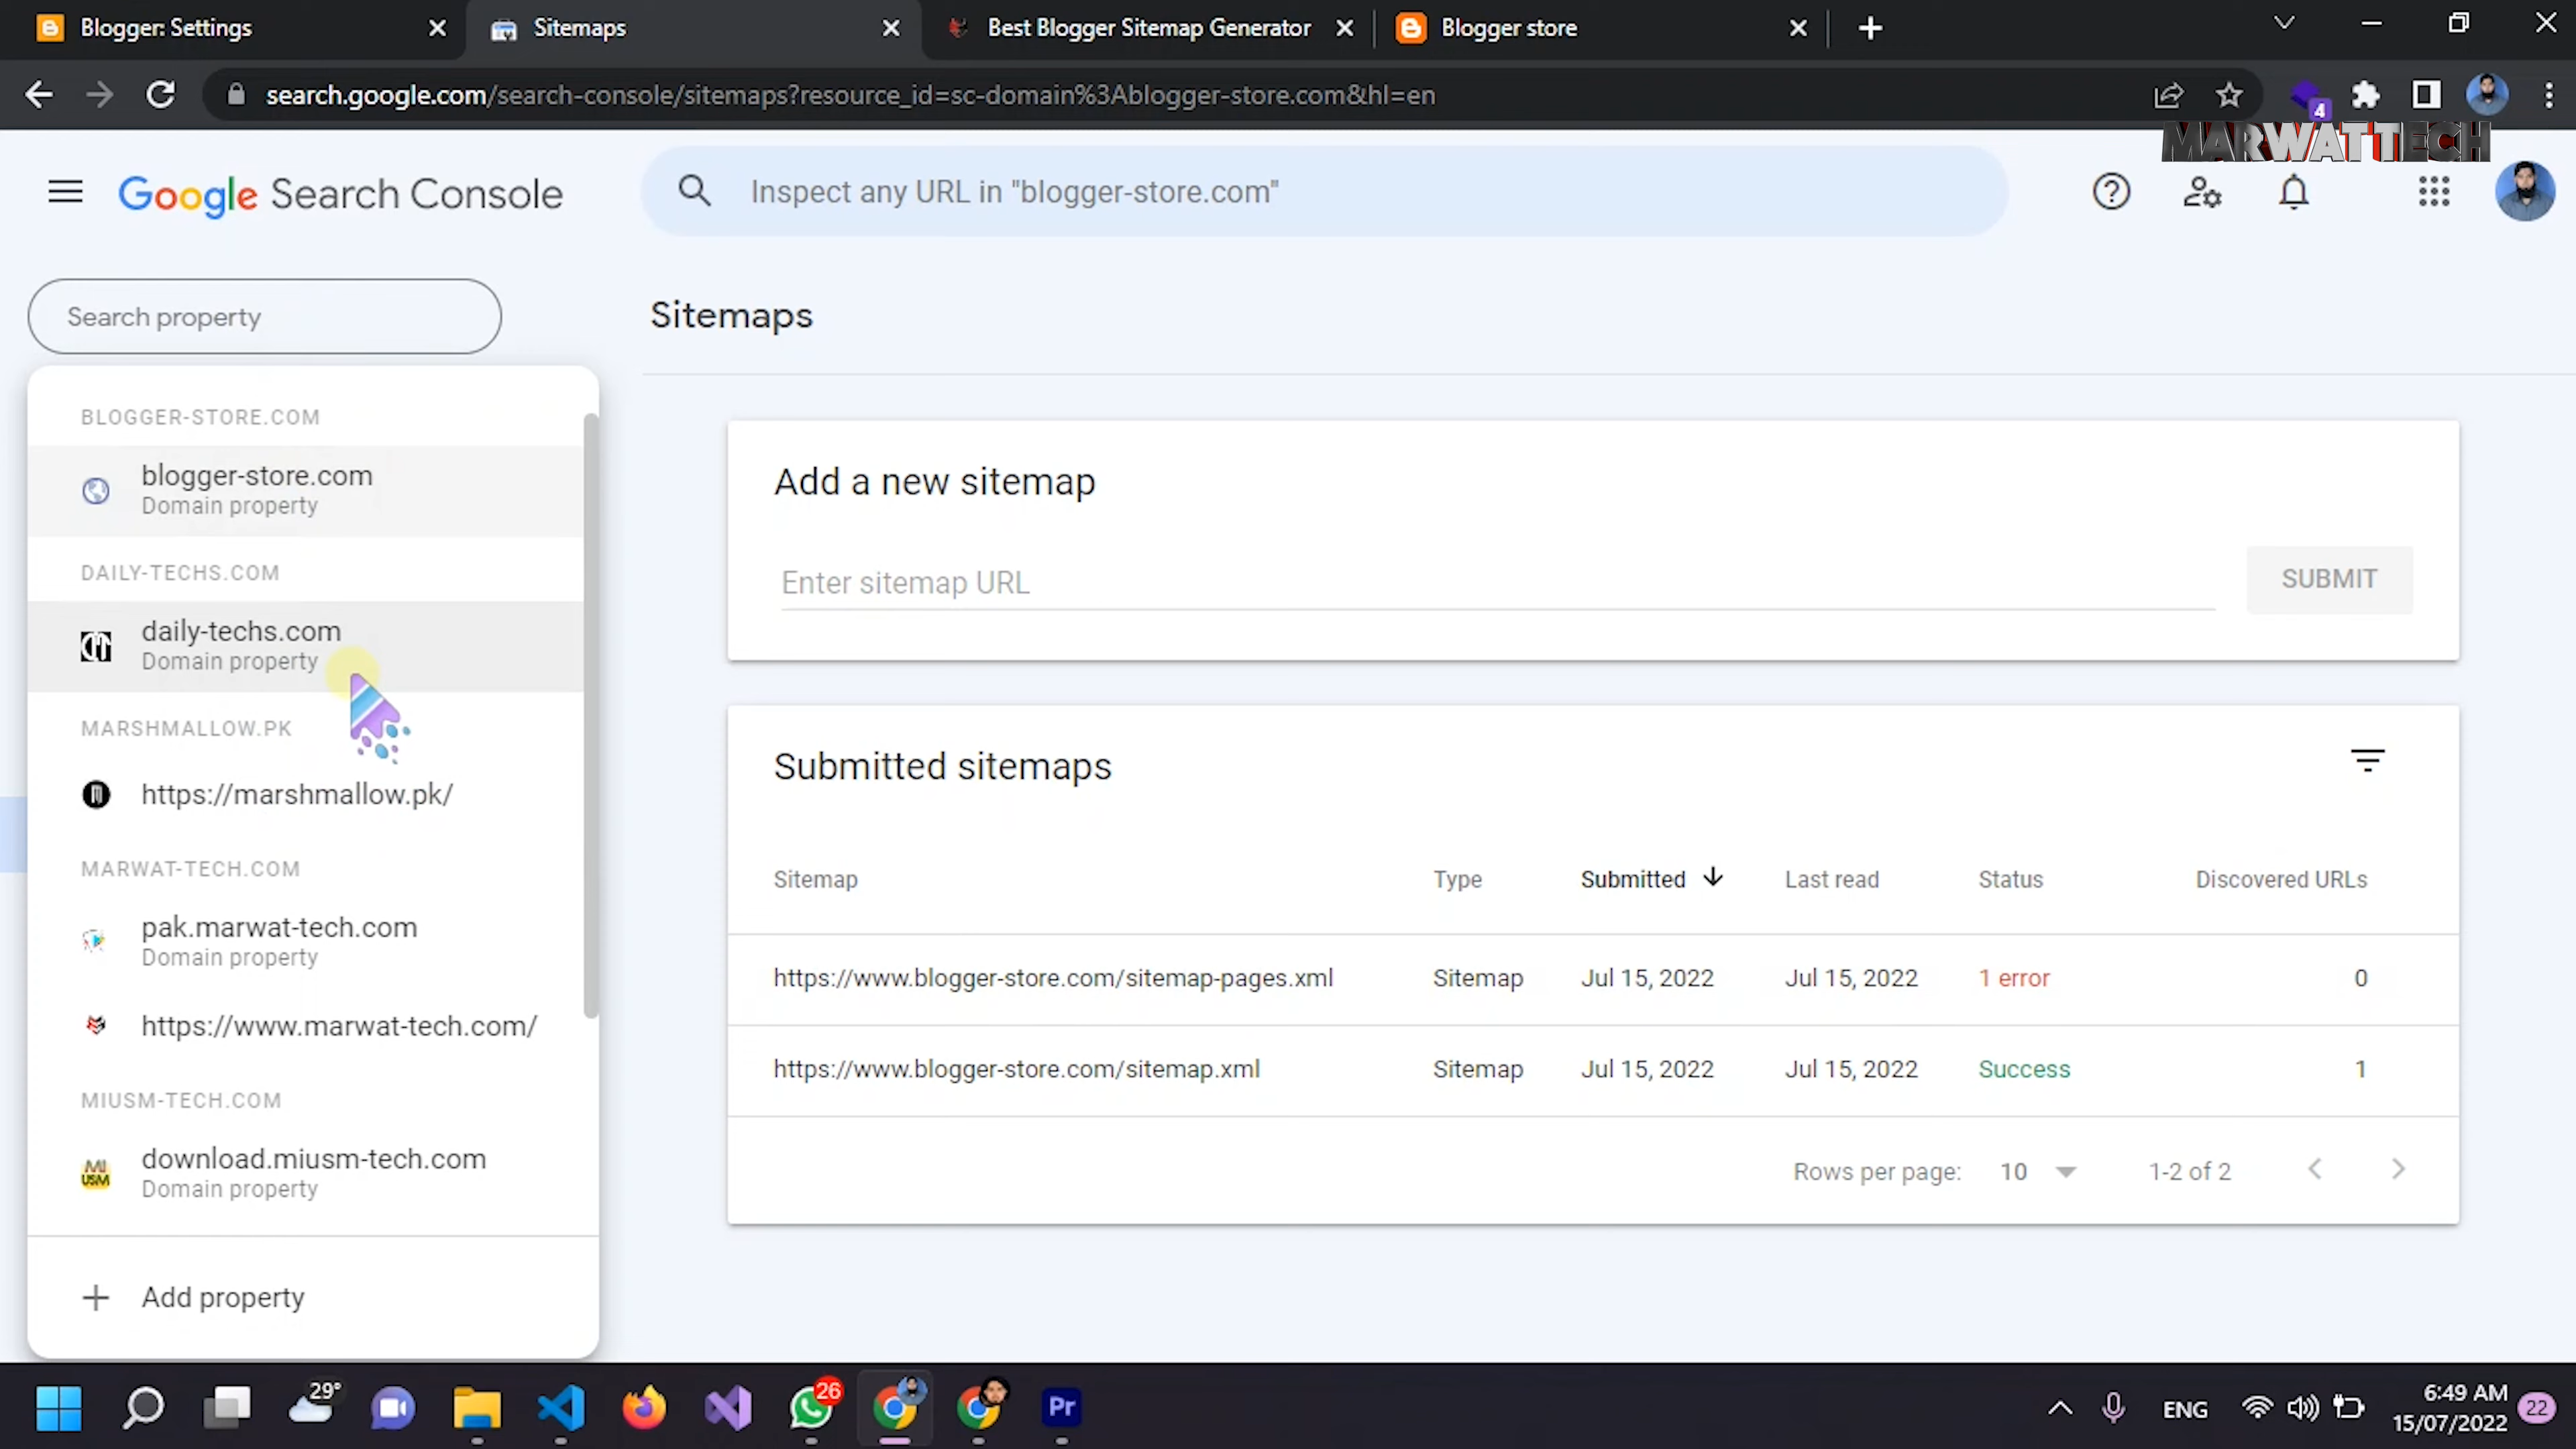 Blogger: Settings
Sitemaps
Best Blogger Sitemap Generator
Blogger store
search.google.com/search-console/sitemaps?resource_id=sc-domain%3Ablogger-store.com&hl=en
4
MARWAT TECH
Google Search Console
Inspect any URL in "blogger-store.com"
Search property
Sitemaps
BLOGGER-STORE.COM
blogger-store.com
Domain property
DAILY-TECHS.COM
daily-techs.com
Domain property
MARSHMALLOW.PK
https://marshmallow.pk/
MARWAT-TECH.COM
pak.marwat-tech.com
Domain property
https://www.marwat-tech.com/
MIUSM-TECH.COM
MI
USM
download.miusm-tech.com
Domain property
Add property
Add a new sitemap
Enter sitemap URL
SUBMIT
Submitted sitemaps
Sitemap Type Submitted Last read Status Discovered URLs
https://www.blogger-store.com/sitemap-pages.xml Sitemap Jul 15, 2022 Jul 15, 2022 1 error 0
https://www.blogger-store.com/sitemap.xml Sitemap Jul 15, 2022 Jul 15, 2022 Success 1
Rows per page: 10 1-2 of 2
29°
26
Pr
ENG
6:49 AM
15/07/2022
22